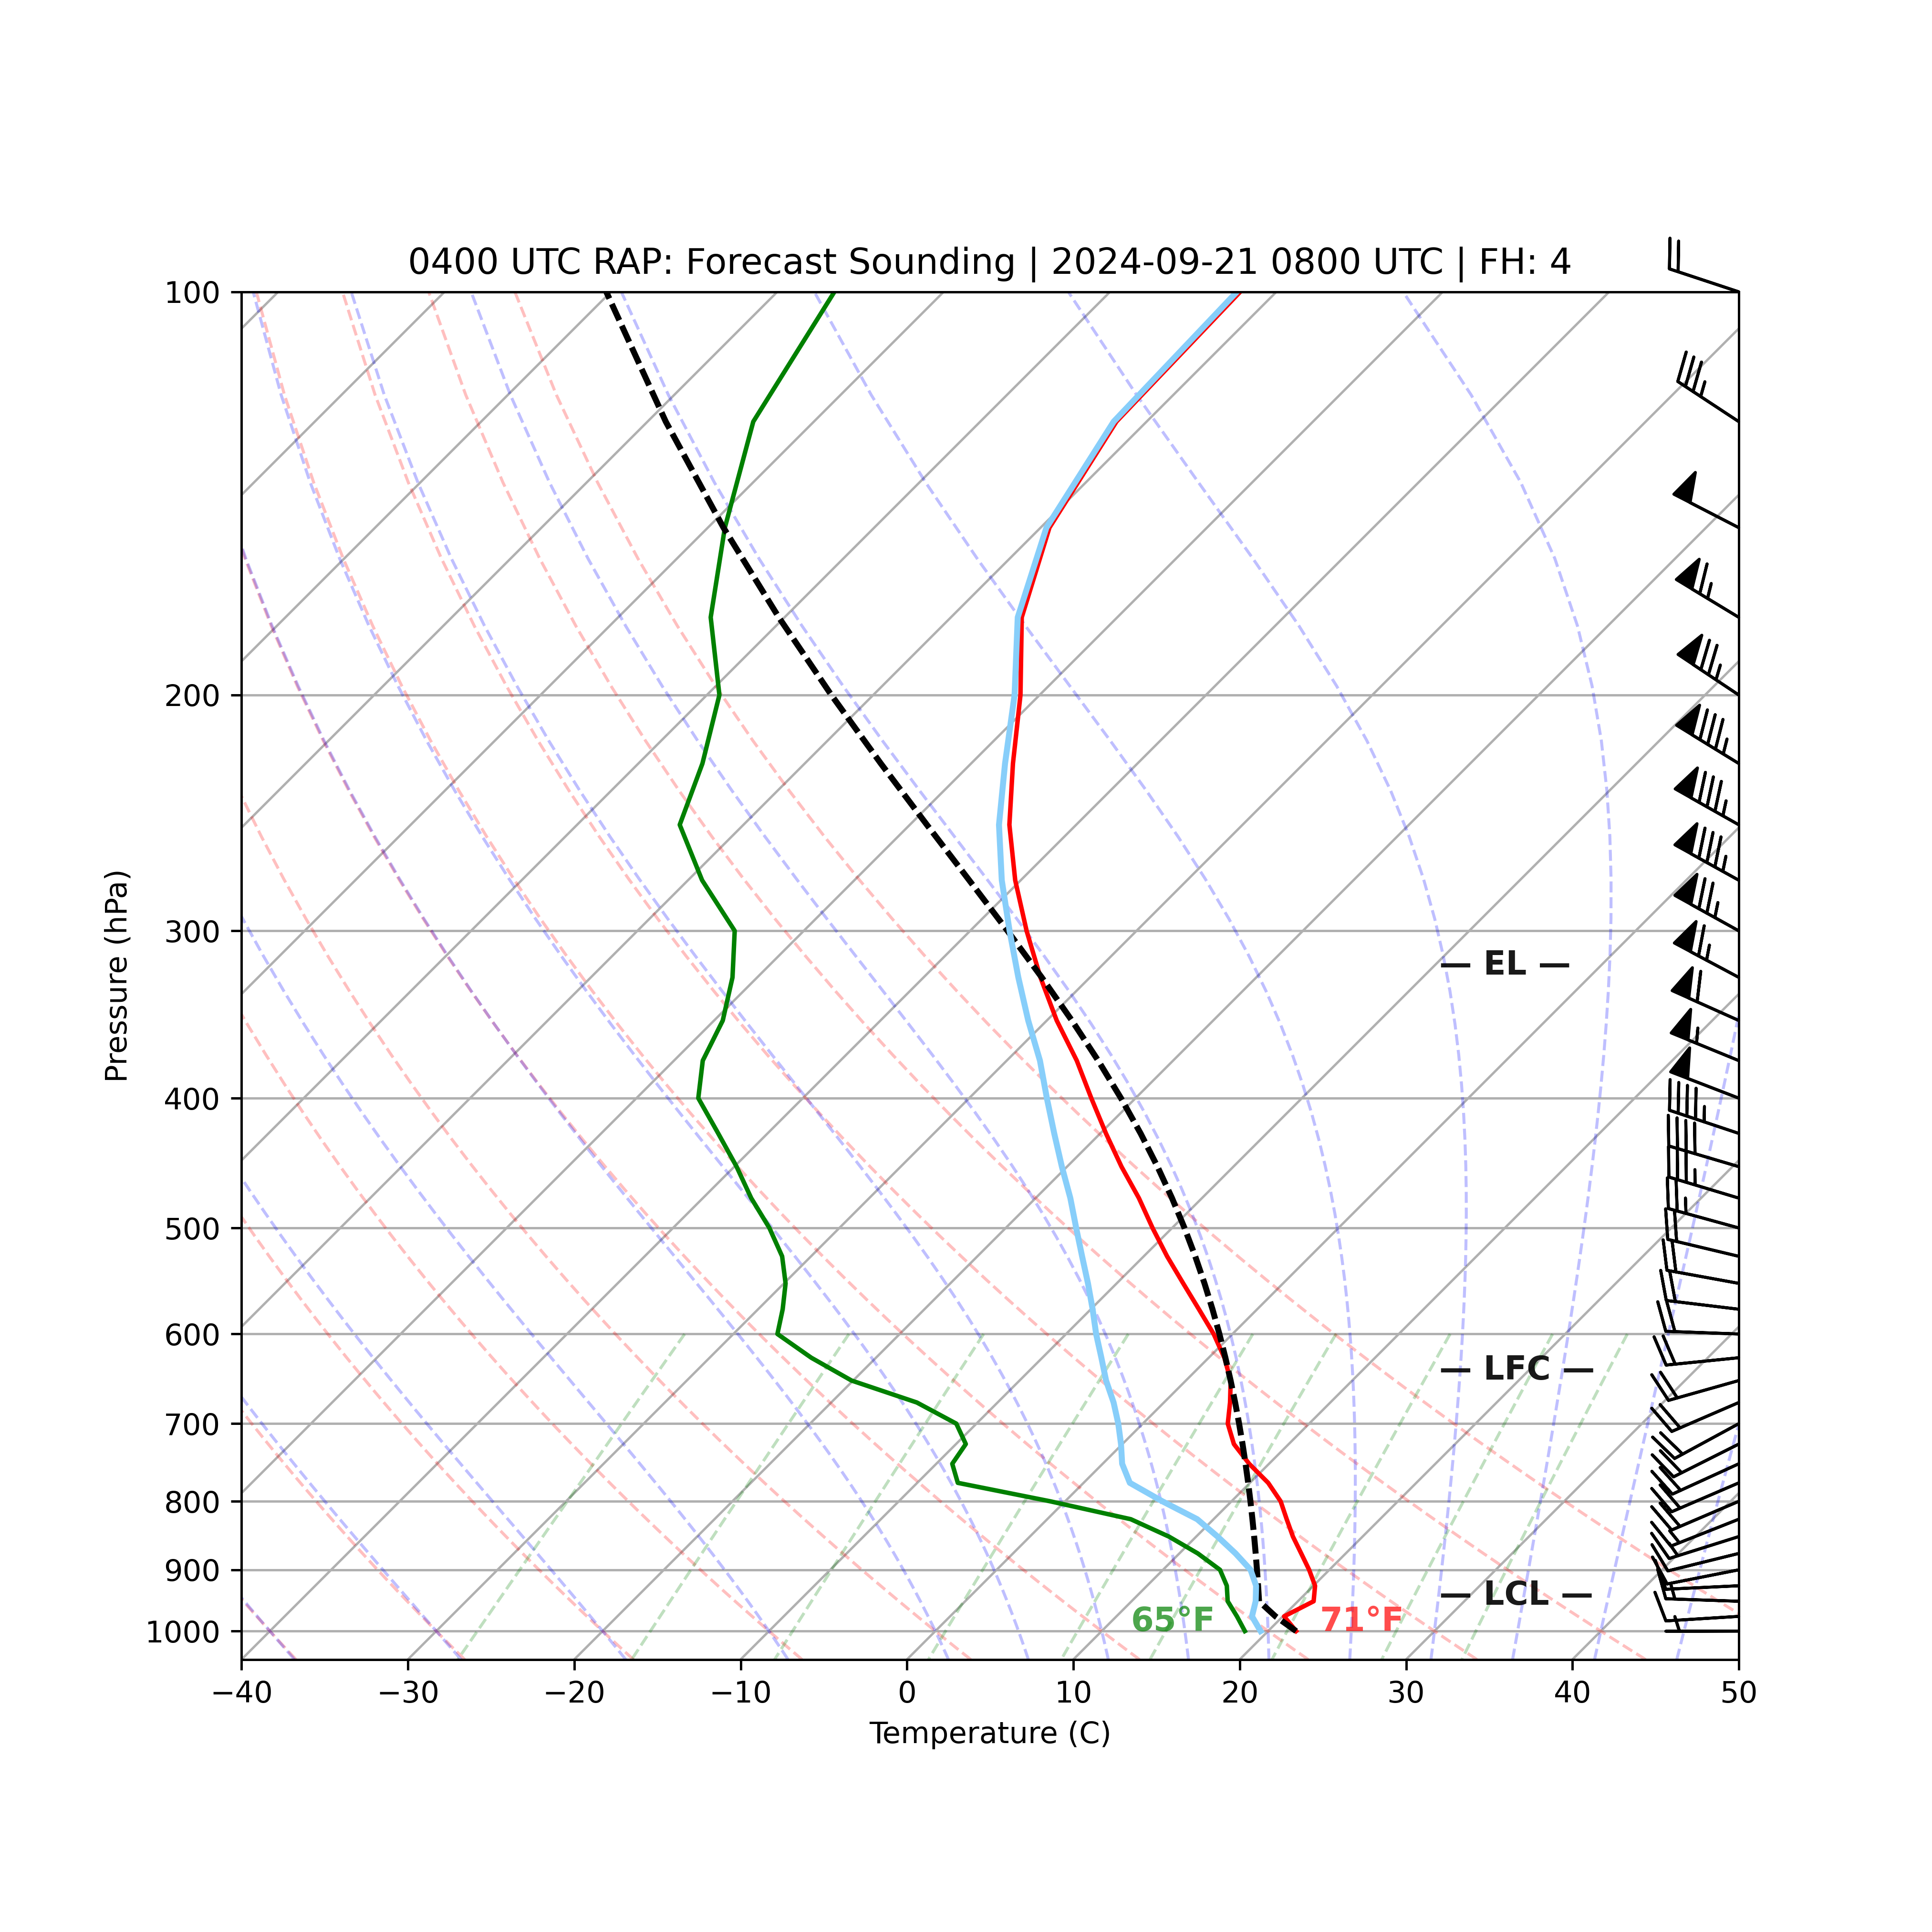 0400 UTC RAP: Forecast Sounding | 2024-09-21 0800 UTC | FH: 4
100
200
300
400
500
600
700
800
900
1000
Pressure (hPa)
— EL —
— LFC —
— LCL —
65°F
71°F
−40 −30 −20 −10 0 10 20 30 40 50
Temperature (C)